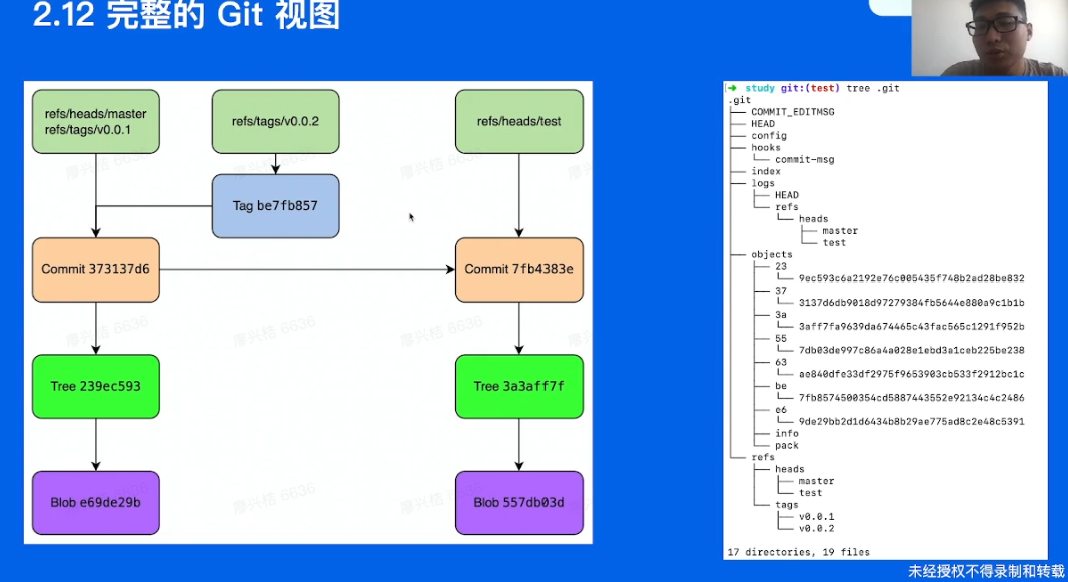 2.12 完整的 Git 视图
refs/heads/master
refs/tags/v0.0.1
refs/tags/v0.0.2
refs/heads/test
Tag be7fb857
Commit 373137d6
Commit 7fb4383e
Tree 239ec593
Tree 3a3aff7f
Blob e69de29b
Blob 557db03d
廖兴梏 6636
➜ study git:(test) tree .git
.git
├── COMMIT_EDITMSG
├── HEAD
├── config
├── hooks
│   └── commit-msg
├── index
├── logs
│   ├── HEAD
│   └── refs
│       └── heads
│           ├── master
│           └── test
├── objects
│   ├── 23
│   │   └── 9ec593c6a2192e76c005435f748b2ad28be832
│   ├── 37
│   │   └── 3137d6db9018d97279384fb5644e880a9c1b1b
│   ├── 3a
│   │   └── 3aff7fa9639da674465c43fac565c1291f952b
│   ├── 55
│   │   └── 7db03de997c86a4a028e1ebd3a1ceb225be238
│   ├── 63
│   │   └── ae840dfe33df2975f9653903cb533f2912bc1c
│   ├── be
│   │   └── 7fb8574500354cd5887443552e92134c4c2486
│   ├── e6
│   │   └── 9de29bb2d1d6434b8b29ae775ad8c2e48c5391
│   ├── info
│   └── pack
└── refs
    ├── heads
    │   ├── master
    │   └── test
    └── tags
        ├── v0.0.1
        └── v0.0.2
17 directories, 19 files
未经授权不得录制和转载